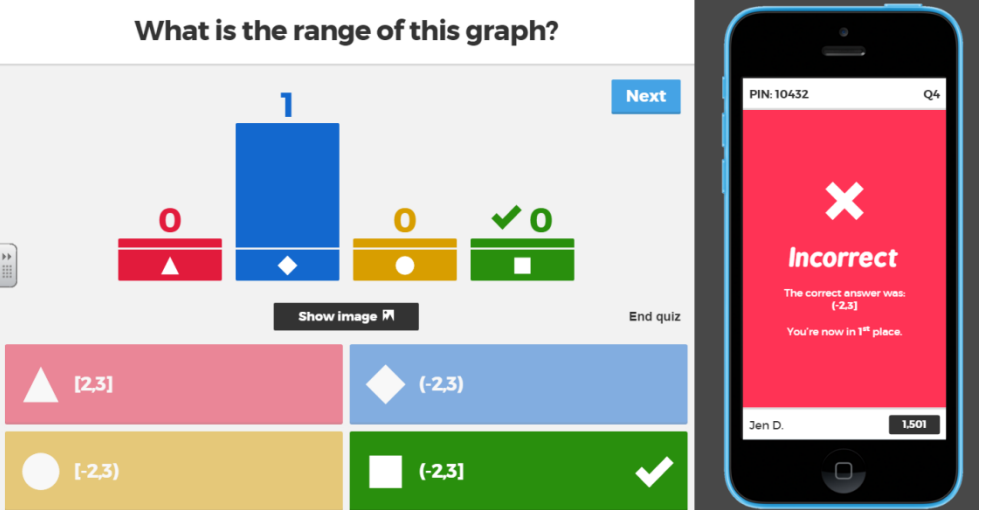 What is the range of this graph?
Next
1
0
0
0
Show image
End quiz
[2,3]
(-2,3)
[-2,3)
(-2,3]
PIN: 10432 Q4
Incorrect
The correct answer was:
(-2,3]
You're now in 1st place.
Jen D. 1,501